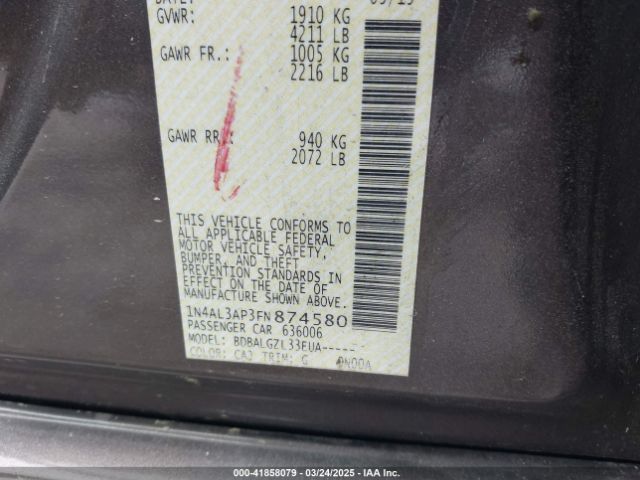 DATE:
GVWR: 1910 KG
4211 LB
GAWR FR.: 1005 KG
2216 LB
GAWR RR.: 940 KG
2072 LB
THIS VEHICLE CONFORMS TO
ALL APPLICABLE FEDERAL
MOTOR VEHICLE SAFETY,
BUMPER, AND THEFT
PREVENTION STANDARDS IN
EFFECT ON THE DATE OF
MANUFACTURE SHOWN ABOVE.
1N4AL3AP3FN874580
PASSENGER CAR 636006
MODEL: BDBALGZL33EUA-----
COLOR: CAJ TRIM: G
000-41858079 — 03/24/2025 — IAA Inc.